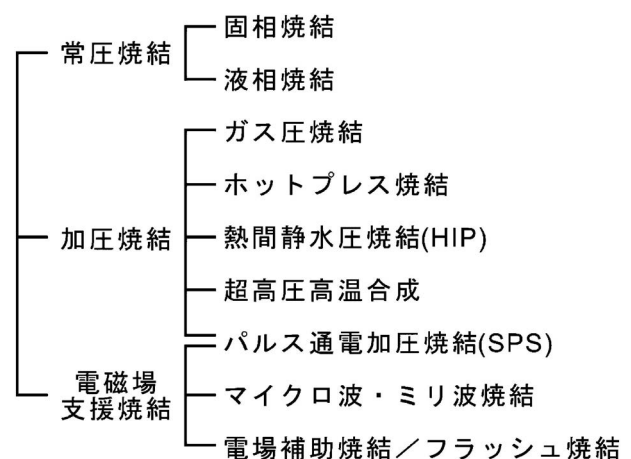 常圧焼結
固相焼結
液相焼結
加圧焼結
ガス圧焼結
ホットプレス焼結
熱間静水圧焼結(HIP)
超高圧高温合成
パルス通電加圧焼結(SPS)
電磁場
支援焼結
マイクロ波・ミリ波焼結
電場補助焼結／フラッシュ焼結